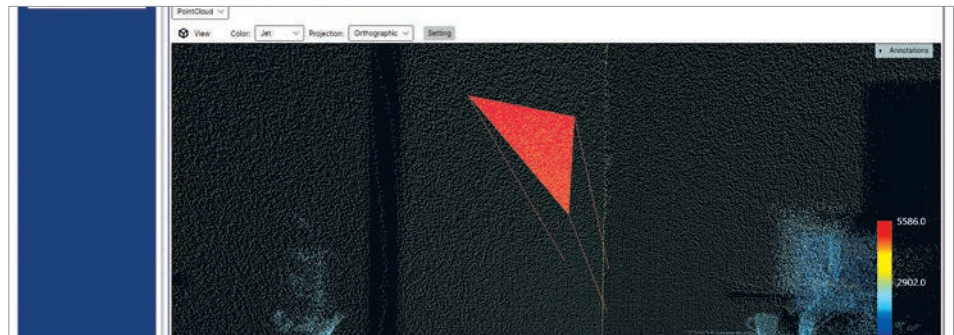 PointCloud
View Color: Jet Projection: Orthographic Setting
Annotations
5586.0
2902.0